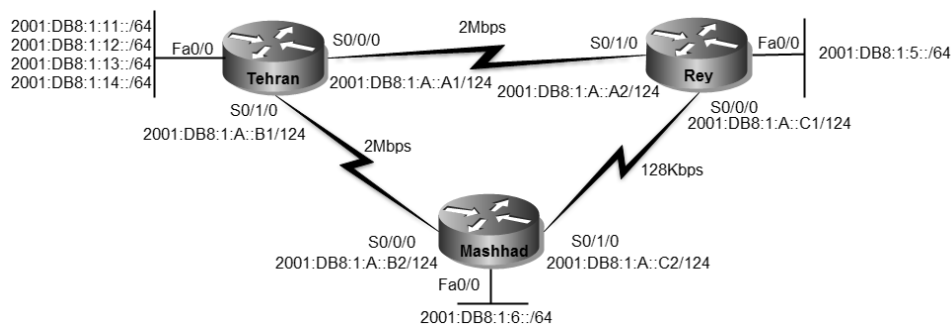 2001:DB8:1:11::/64
2001:DB8:1:12::/64
2001:DB8:1:13::/64
2001:DB8:1:14::/64
Fa0/0
Tehran
S0/0/0
2001:DB8:1:A::A1/124
2Mbps
S0/1/0
2001:DB8:1:A::A2/124
Rey
Fa0/0
2001:DB8:1:5::/64
S0/0/0
2001:DB8:1:A::C1/124
S0/1/0
2001:DB8:1:A::B1/124
2Mbps
128Kbps
S0/0/0
2001:DB8:1:A::B2/124
Mashhad
S0/1/0
2001:DB8:1:A::C2/124
Fa0/0
2001:DB8:1:6::/64